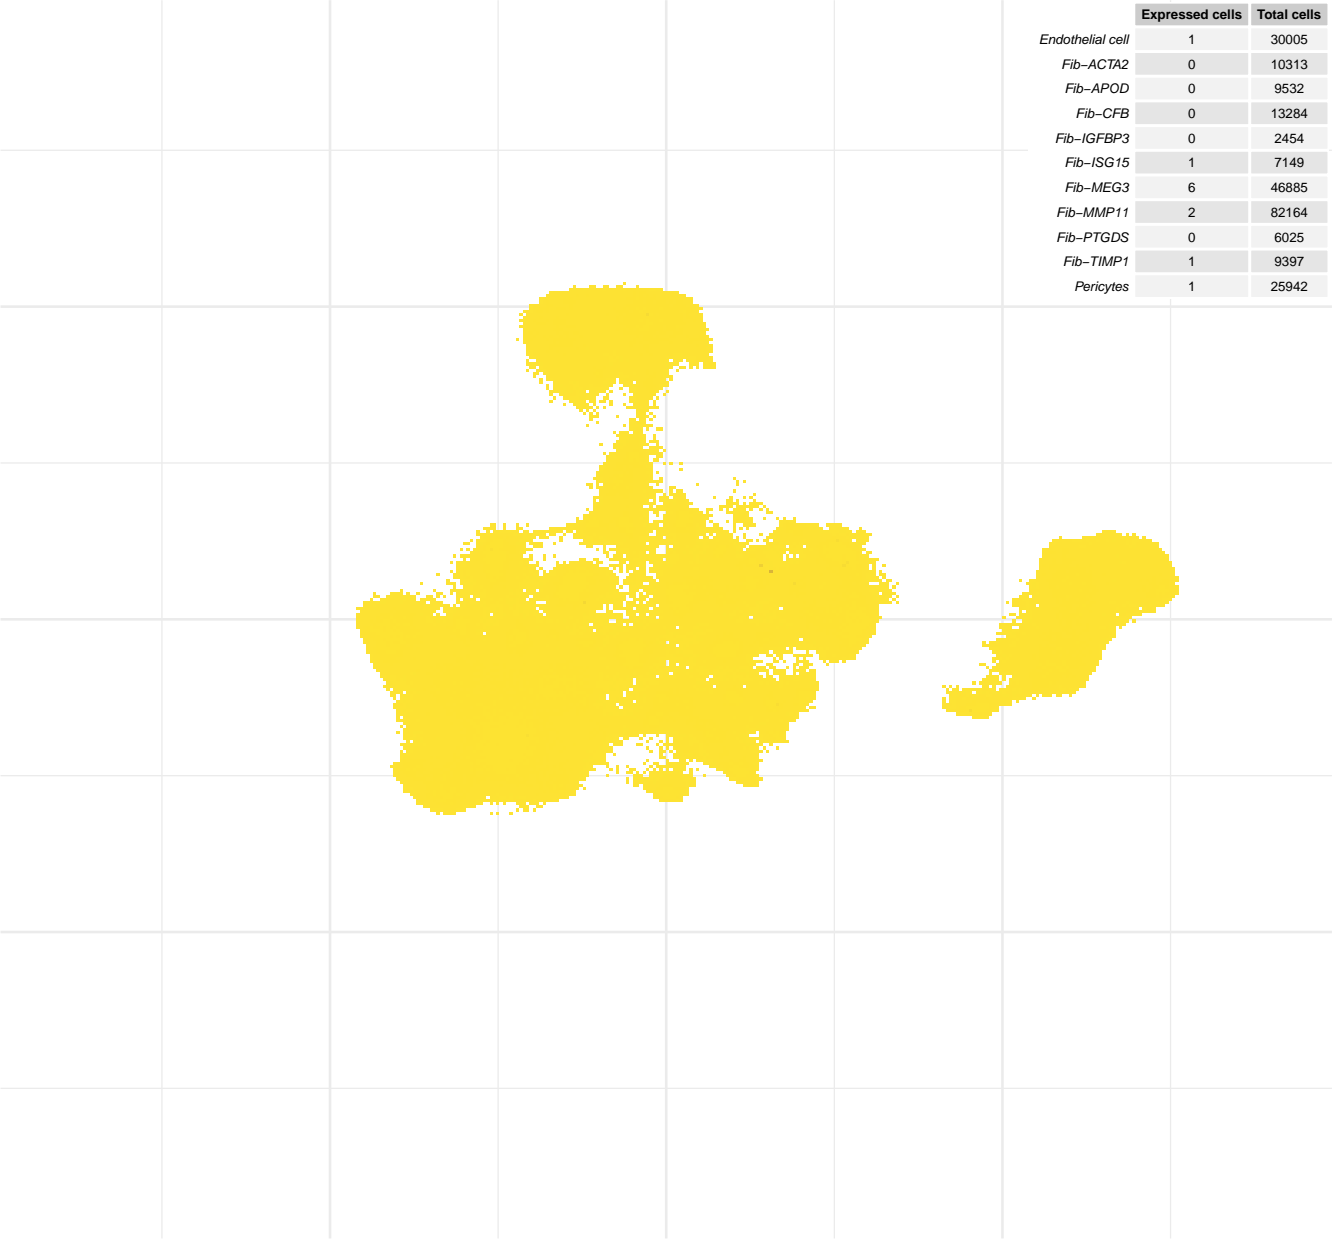 Expressed cells Total cells
Endothelial cell 1 30005
Fib−ACTA2 0 10313
Fib−APOD 0 9532
Fib−CFB 0 13284
Fib−IGFBP3 0 2454
Fib−ISG15 1 7149
Fib−MEG3 6 46885
Fib−MMP11 2 82164
Fib−PTGDS 0 6025
Fib−TIMP1 1 9397
Pericytes 1 25942